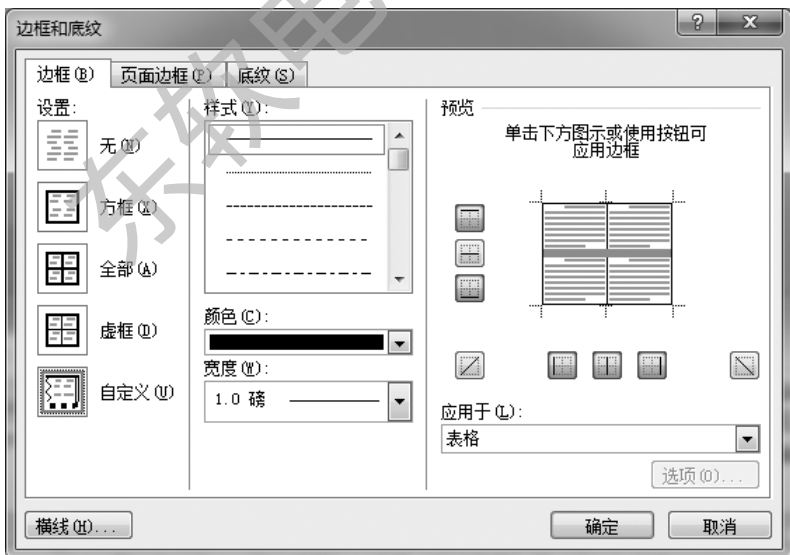 边框和底纹
?
X
边框(B) 页面边框(P) 底纹(S)
设置:
无(N)
方框(X)
全部(A)
虚框(D)
自定义(U)
样式(Y):
颜色(C):
宽度(W):
1.0 磅
预览
单击下方图示或使用按钮可
应用边框
应用于(L):
表格
选项(O)...
横线(H)...
确定
取消
东软电